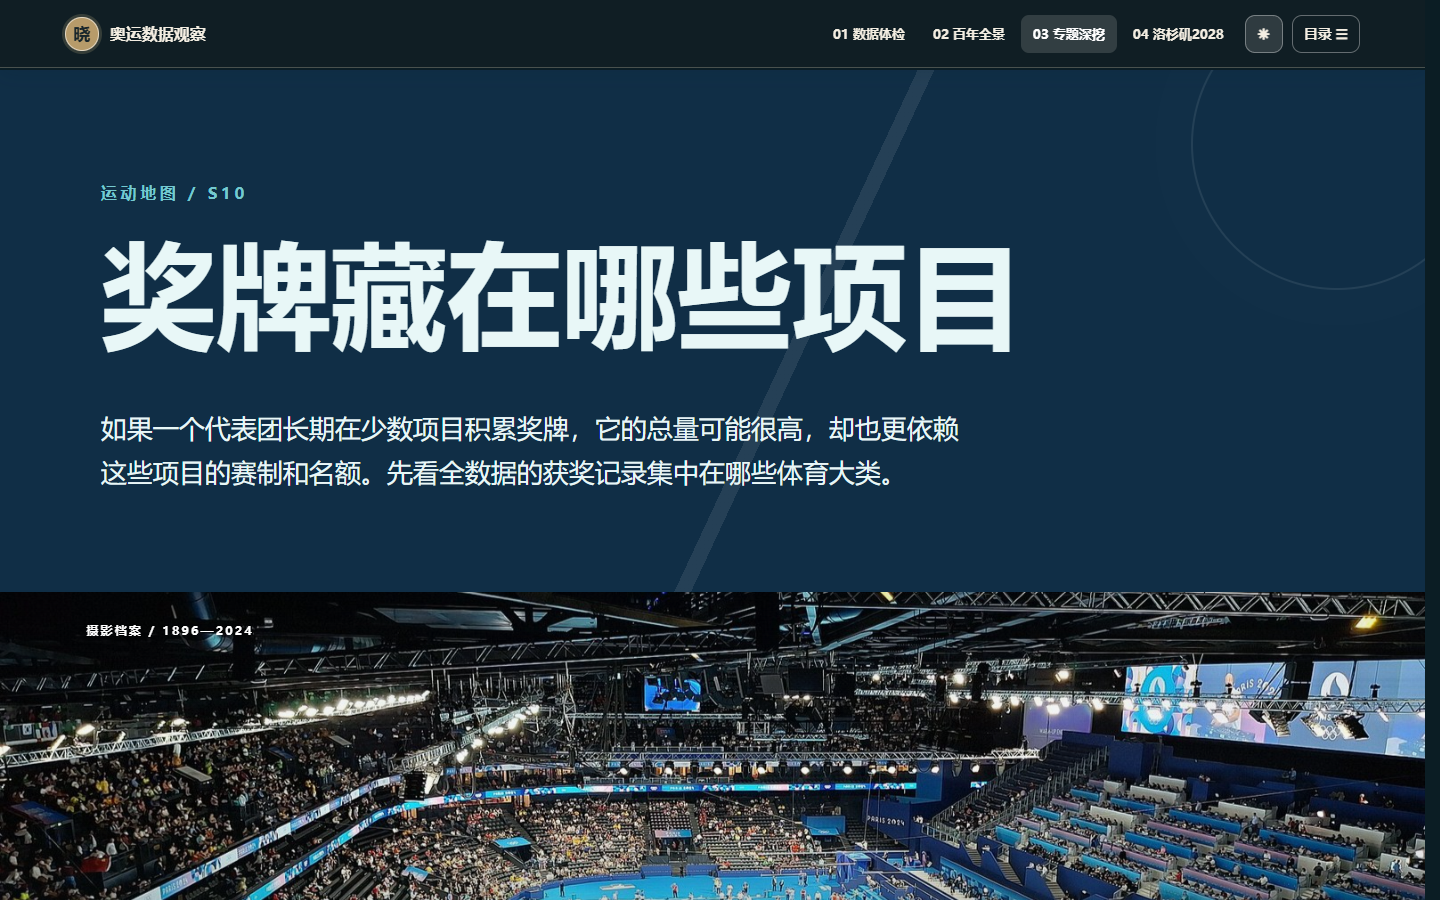 晓 奥运数据观察 01 数据体检 02 百年全景 03 专题深挖 04 洛杉矶2028 目录
运动地图 / S10
奖牌藏在哪些项目
如果一个代表团长期在少数项目积累奖牌，它的总量可能很高，却也更依赖
这些项目的赛制和名额。先看全数据的获奖记录集中在哪些体育大类。
摄影档案 / 1896—2024
PARIS 2024
PARIS 2024